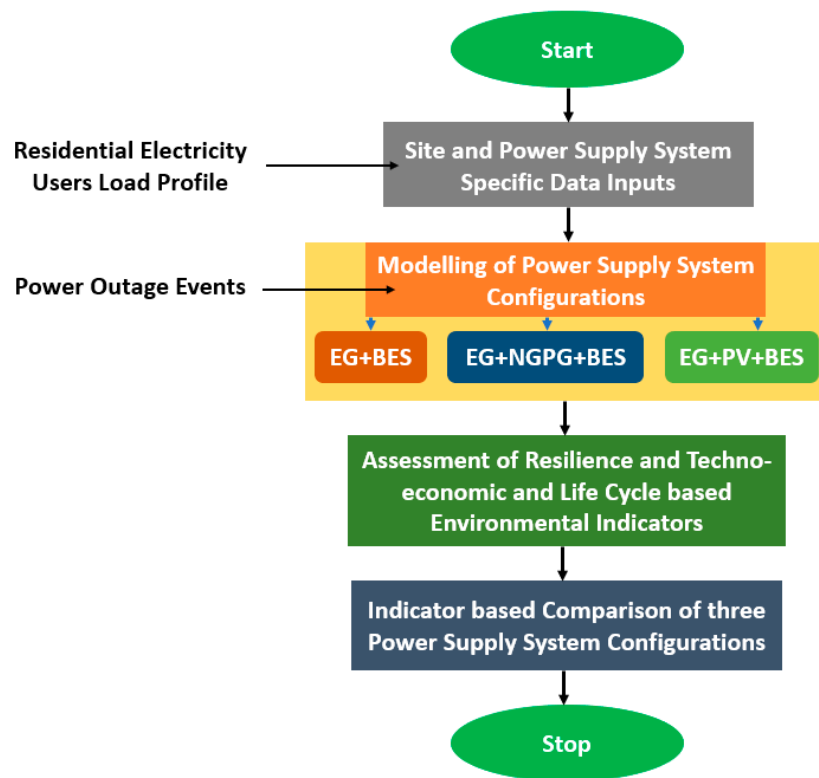 Start
Residential Electricity
Users Load Profile
Site and Power Supply System
Specific Data Inputs
Power Outage Events
Modelling of Power Supply System
Configurations
EG+BES
EG+NGPG+BES
EG+PV+BES
Assessment of Resilience and Techno-
economic and Life Cycle based
Environmental Indicators
Indicator based Comparison of three
Power Supply System Configurations
Stop